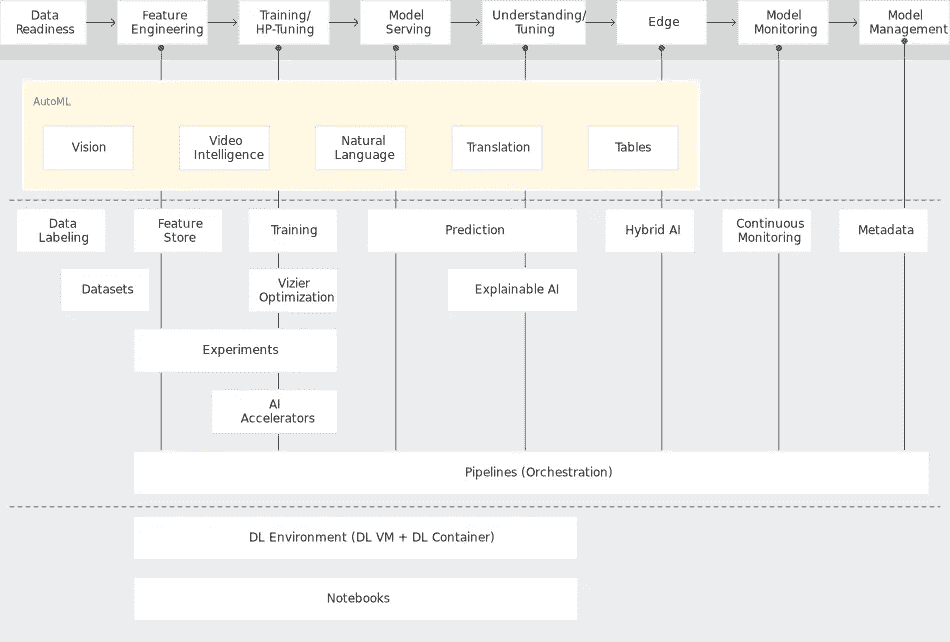 Data
Readiness
Feature
Engineering
Training/
HP-Tuning
Model
Serving
Understanding/
Tuning
Edge
Model
Monitoring
Model
Management
AutoML
Vision
Video
Intelligence
Natural
Language
Translation
Tables
Data
Labeling
Feature
Store
Training
Prediction
Hybrid AI
Continuous
Monitoring
Metadata
Datasets
Vizier
Optimization
Explainable AI
Experiments
AI
Accelerators
Pipelines (Orchestration)
DL Environment (DL VM + DL Container)
Notebooks